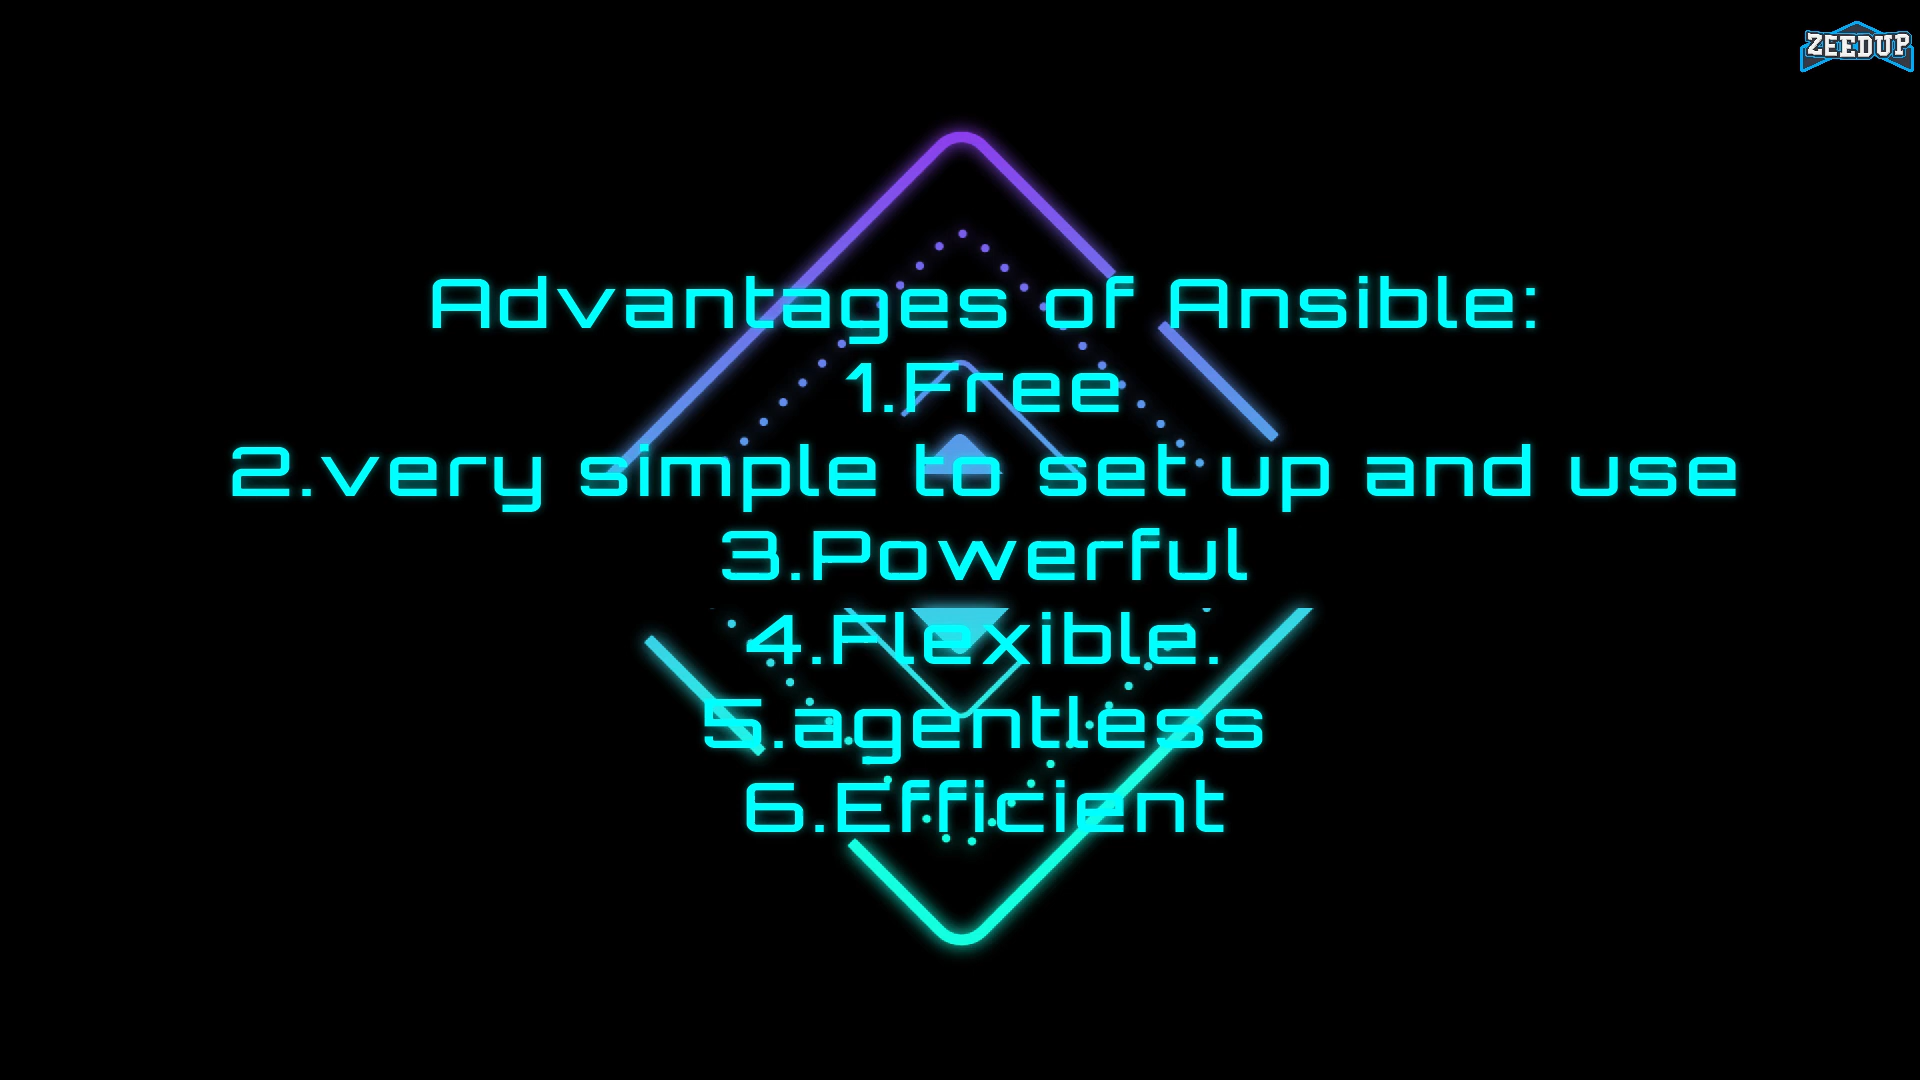 ZEEDUP
Advantages of Ansible:
1.Free
2.very simple to set up and use
3.Powerful
4.Flexible.
5.agentless
6.Efficient